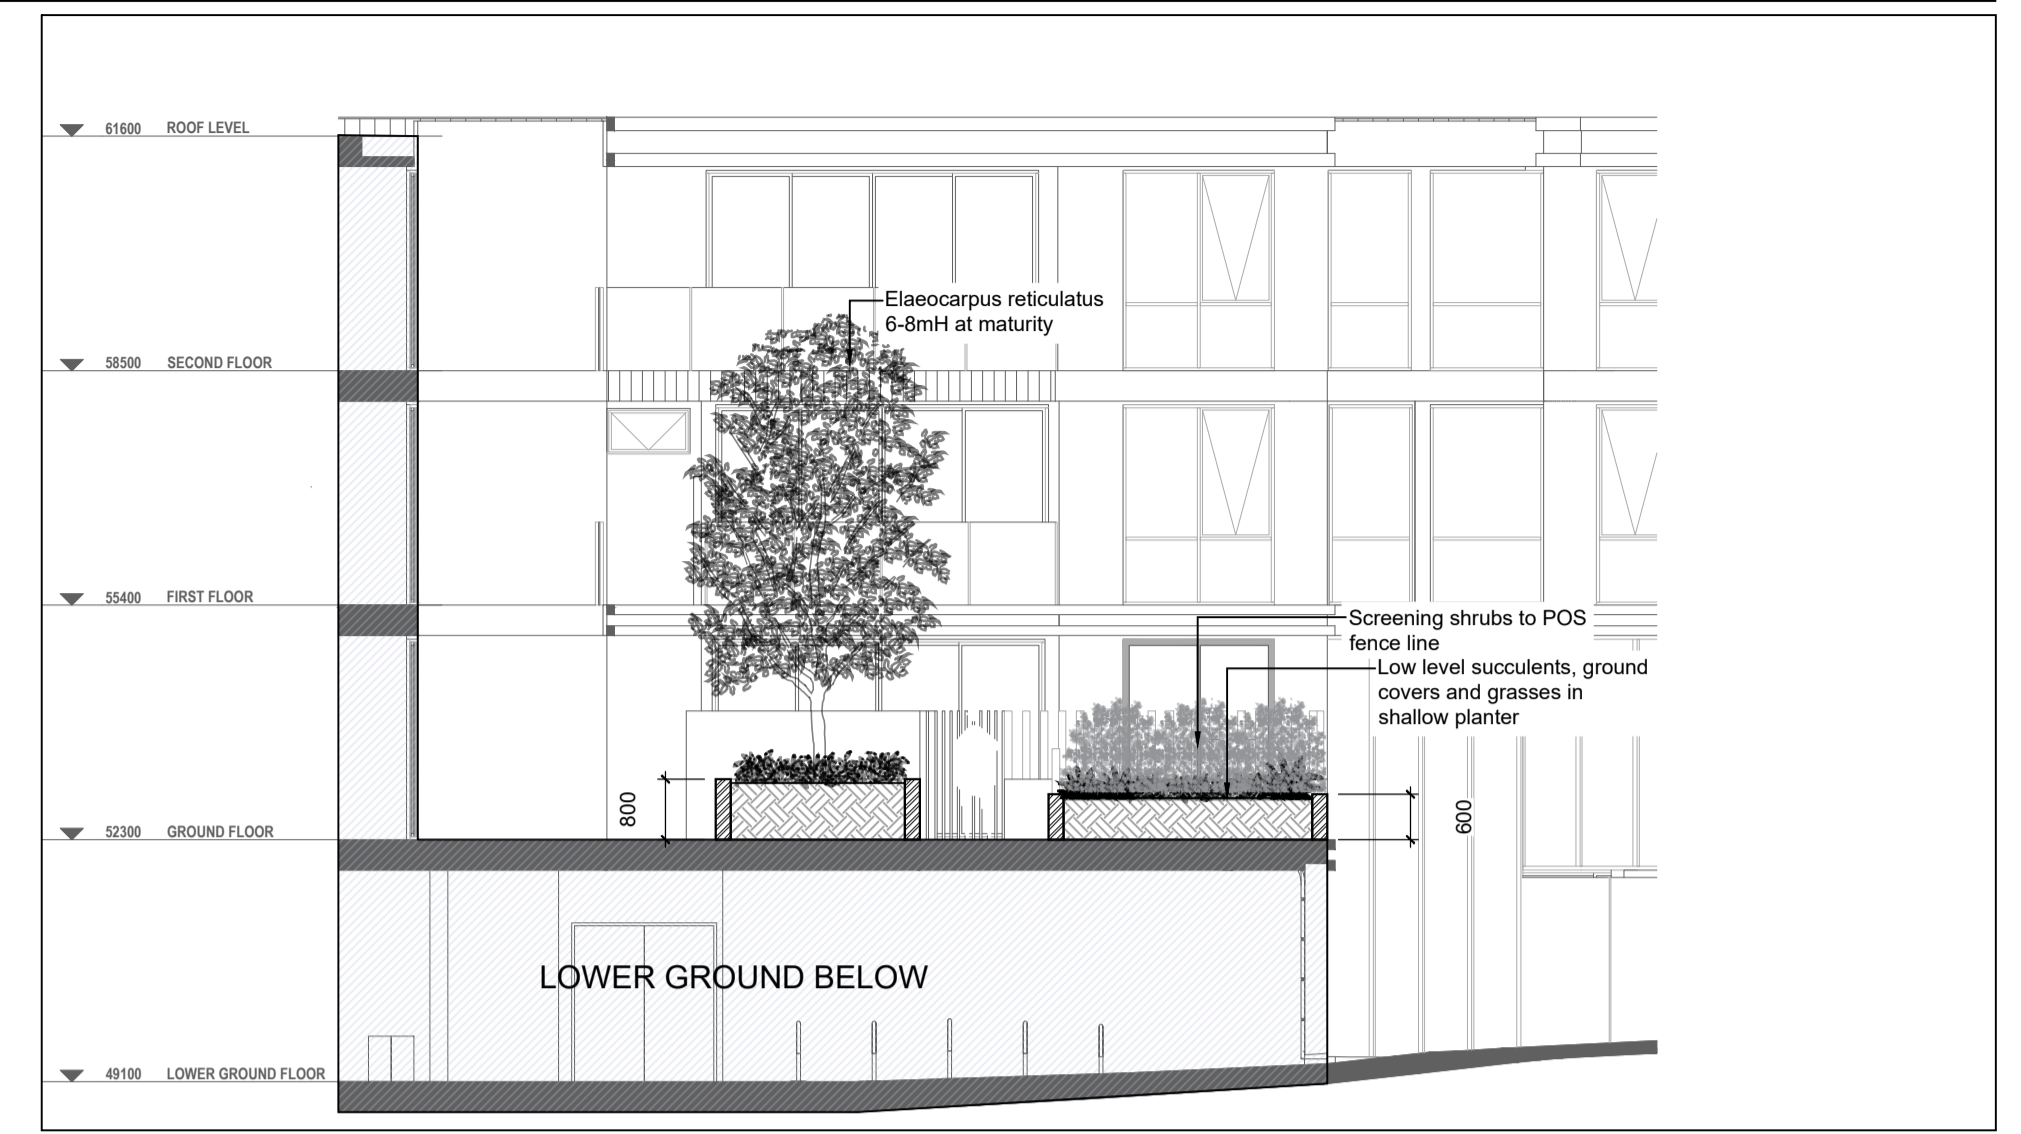 61600 ROOF LEVEL
Elaeocarpus reticulatus
6-8mH at maturity
58500 SECOND FLOOR
55400 FIRST FLOOR
Screening shrubs to POS
fence line
Low level succulents, ground
covers and grasses in
shallow planter
800
600
52300 GROUND FLOOR
LOWER GROUND BELOW
49100 LOWER GROUND FLOOR